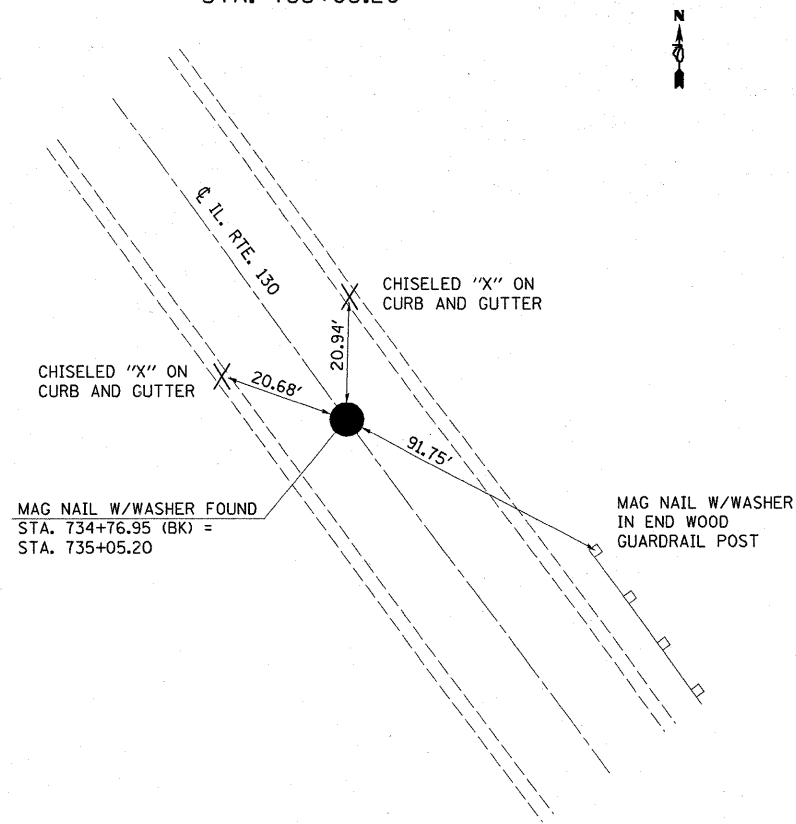 N
℄ IL. RTE. 130
CHISELED "X" ON
CURB AND GUTTER
20.94'
CHISELED "X" ON
CURB AND GUTTER
20.68'
91.75'
MAG NAIL W/WASHER FOUND
STA. 734+76.95 (BK) =
STA. 735+05.20
MAG NAIL W/WASHER
IN END WOOD
GUARDRAIL POST